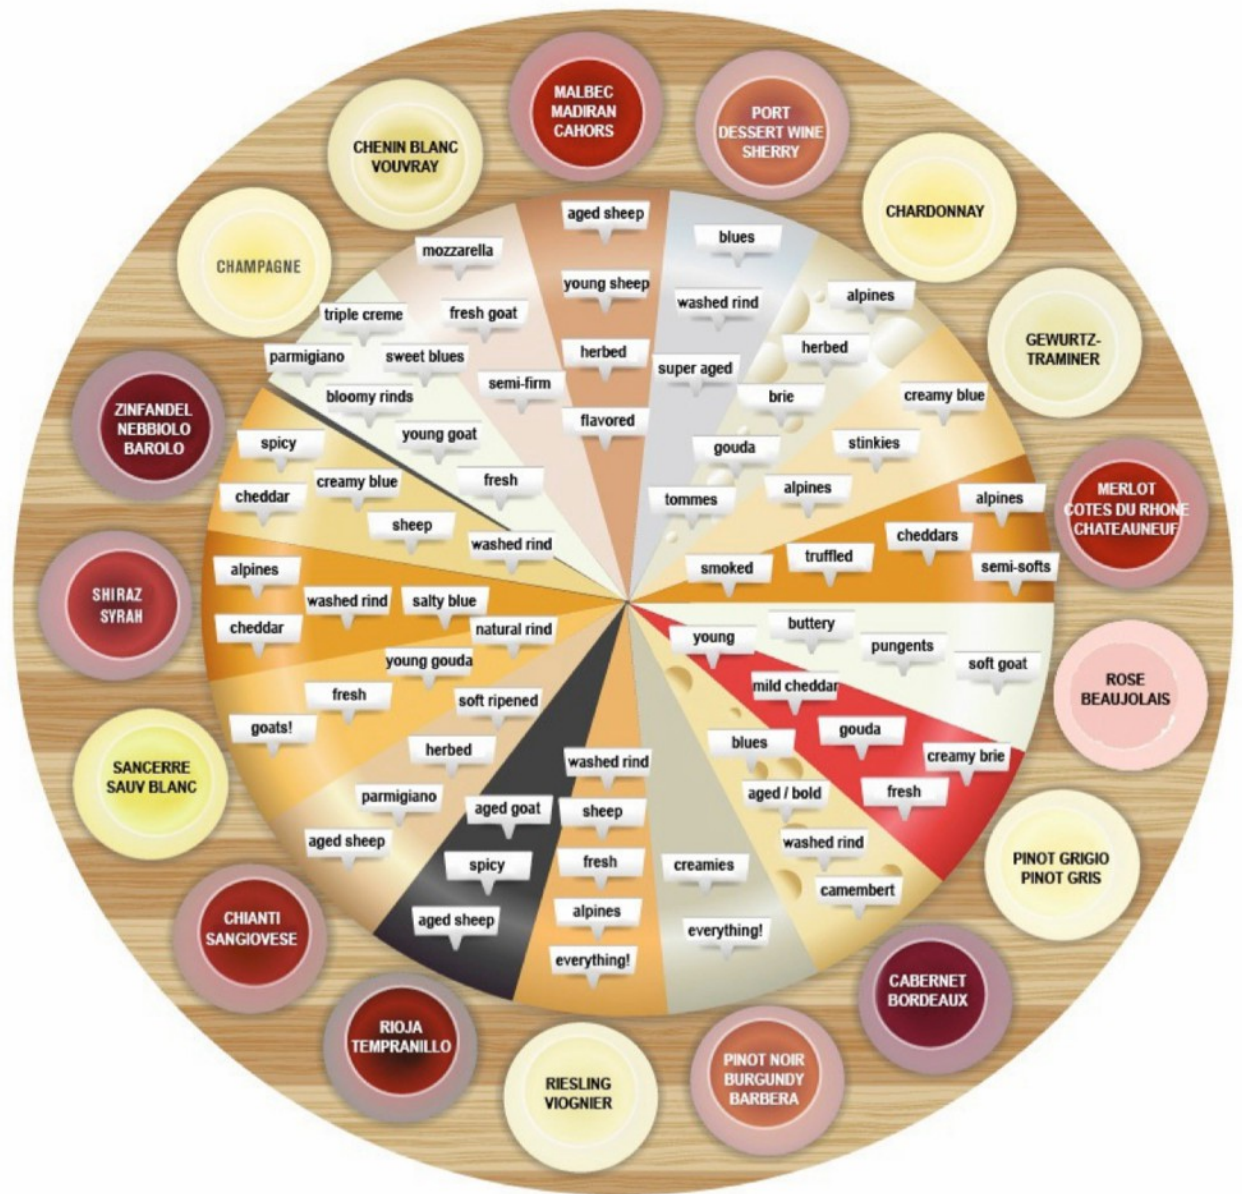 MALBEC
MADIRAN
CAHORS
PORT
DESSERT WINE
SHERRY
CHARDONNAY
GEWURTZ-
TRAMINER
MERLOT
COTES DU RHONE
CHATEAUNEUF
ROSE
BEAUJOLAIS
PINOT GRIGIO
PINOT GRIS
CABERNET
BORDEAUX
PINOT NOIR
BURGUNDY
BARBERA
RIESLING
VIOGNIER
RIOJA
TEMPRANILLO
CHIANTI
SANGIOVESE
SANCERRE
SAUV BLANC
SHIRAZ
SYRAH
ZINFANDEL
NEBBIOLO
BAROLO
CHAMPAGNE
CHENIN BLANC
VOUVRAY
aged sheep
young sheep
herbed
flavored
blues
washed rind
super aged
alpines
herbed
brie
gouda
tommes
creamy blue
stinkies
alpines
smoked
alpines
cheddars
truffled
semi-softs
buttery
pungents
soft goat
young
mild cheddar
gouda
creamy brie
fresh
blues
aged / bold
washed rind
camembert
creamies
everything!
washed rind
sheep
fresh
alpines
everything!
aged goat
spicy
aged sheep
soft ripened
herbed
parmigiano
aged sheep
natural rind
young gouda
fresh
goats!
alpines
washed rind
salty blue
cheddar
spicy
creamy blue
cheddar
sheep
washed rind
triple creme
parmigiano
sweet blues
bloomy rinds
young goat
fresh
mozzarella
fresh goat
semi-firm